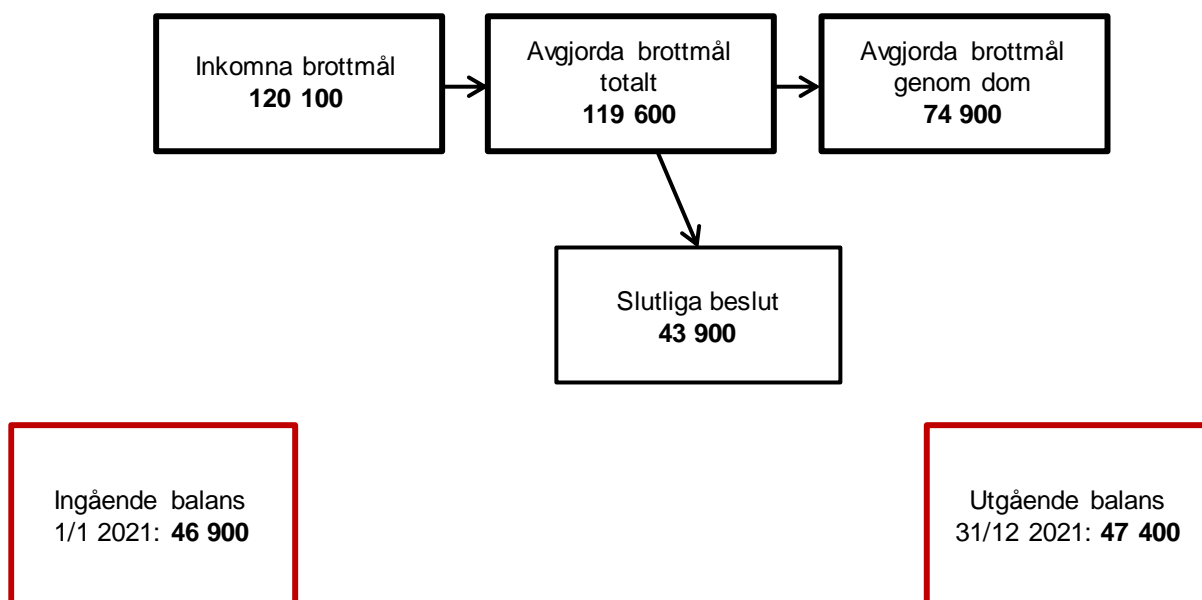 Inkomna brottmål
120 100
Avgjorda brottmål
totalt
119 600
Avgjorda brottmål
genom dom
74 900
Slutliga beslut
43 900
Ingående balans
1/1 2021: 46 900
Utgående balans
31/12 2021: 47 400